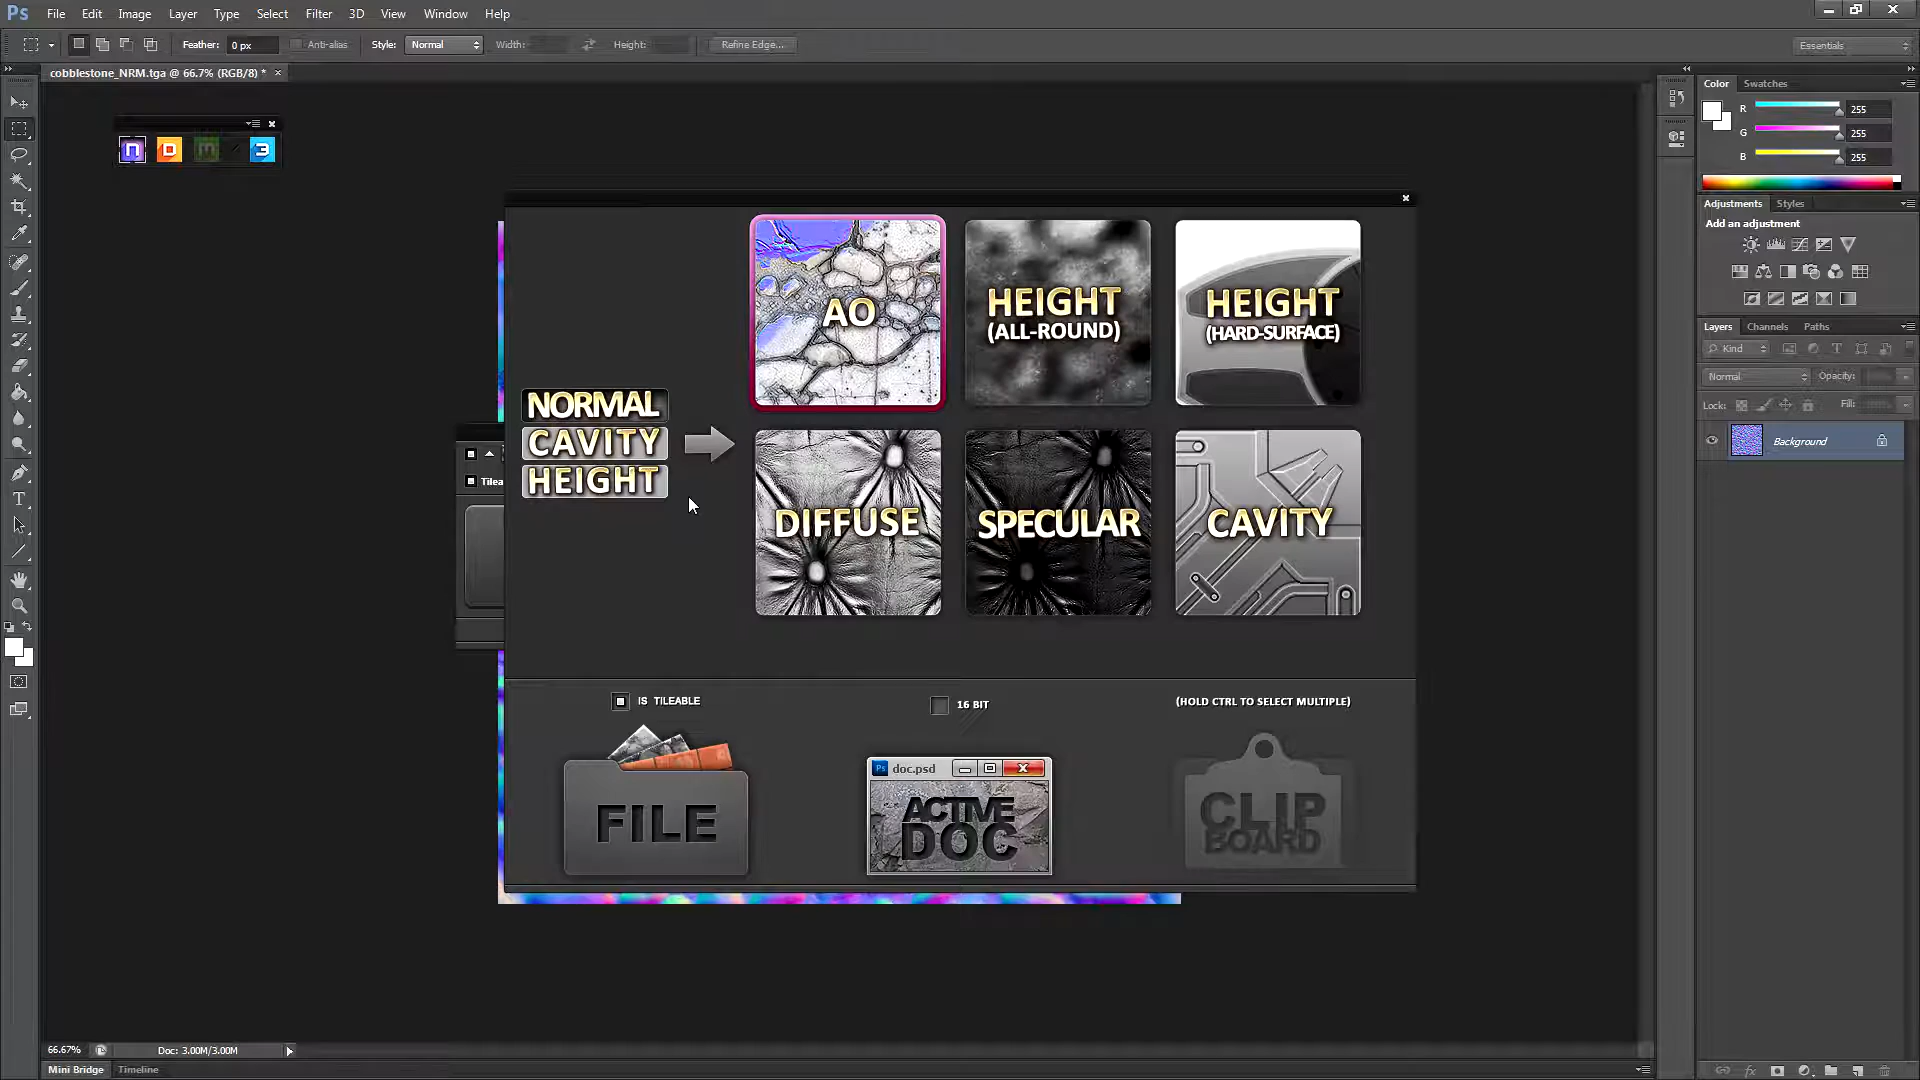 Ps File Edit Image Layer Type Select Filter 3D View Window Help
Feather: 0 px Anti-alias Style: Normal Width: Height: Refine Edge... Essentials
cobblestone_NRM.tga @ 66.7% (RGB/8) *
Color Swatches
R 255
G 255
B 255
Adjustments Styles
Add an adjustment
Layers Channels Paths
Kind
Normal Opacity:
Lock: Fill:
Background
n D m 3
AO
HEIGHT
(ALL-ROUND)
HEIGHT
(HARD-SURFACE)
NORMAL
CAVITY
HEIGHT
DIFFUSE
SPECULAR
CAVITY
IS TILEABLE
16 BIT
(HOLD CTRL TO SELECT MULTIPLE)
FILE
Ps doc.psd
ACTIVE
DOC
CLIP
BOARD
66.67% Doc: 3.00M/3.00M
Mini Bridge Timeline